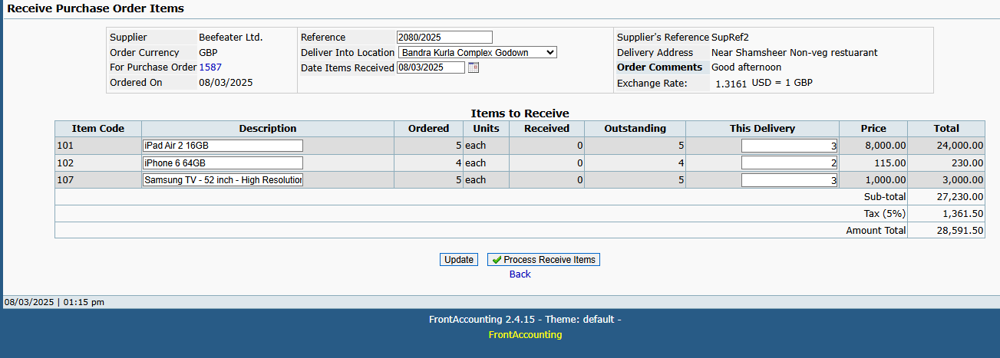 Receive Purchase Order Items
Supplier Beefeater Ltd. Reference 2080/2025 Supplier's Reference SupRef2
Order Currency GBP Deliver Into Location Bandra Kurla Complex Godown Delivery Address Near Shamsheer Non-veg restuarant
For Purchase Order 1587 Date Items Received 08/03/2025 Order Comments Good afternoon
Ordered On 08/03/2025 Exchange Rate: 1.3161 USD = 1 GBP
Items to Receive
Item Code Description Ordered Units Received Outstanding This Delivery Price Total
101 iPad Air 2 16GB 5 each 0 5 3 8,000.00 24,000.00
102 iPhone 6 64GB 4 each 0 4 2 115.00 230.00
107 Samsung TV - 52 inch - High Resolution 5 each 0 5 3 1,000.00 3,000.00
Sub-total 27,230.00
Tax (5%) 1,361.50
Amount Total 28,591.50
Update Process Receive Items
Back
08/03/2025 | 01:15 pm
FrontAccounting 2.4.15 - Theme: default -
FrontAccounting